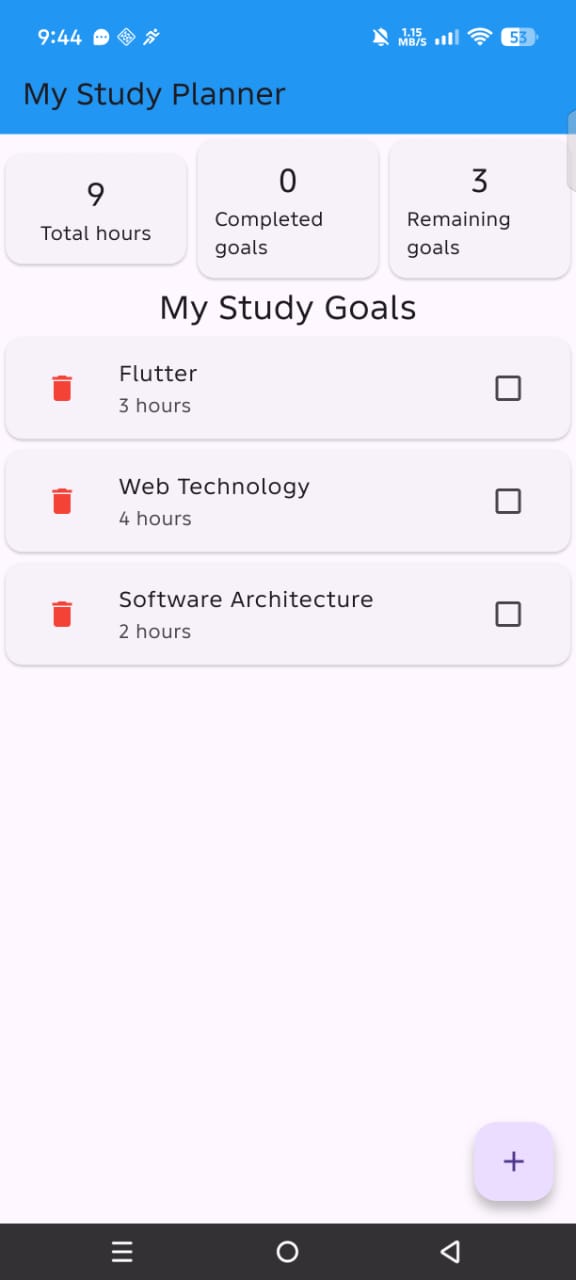 9:44
1.15
MB/S
53
My Study Planner
9
Total hours
0
Completed
goals
3
Remaining
goals
My Study Goals
Flutter
3 hours
Web Technology
4 hours
Software Architecture
2 hours
+